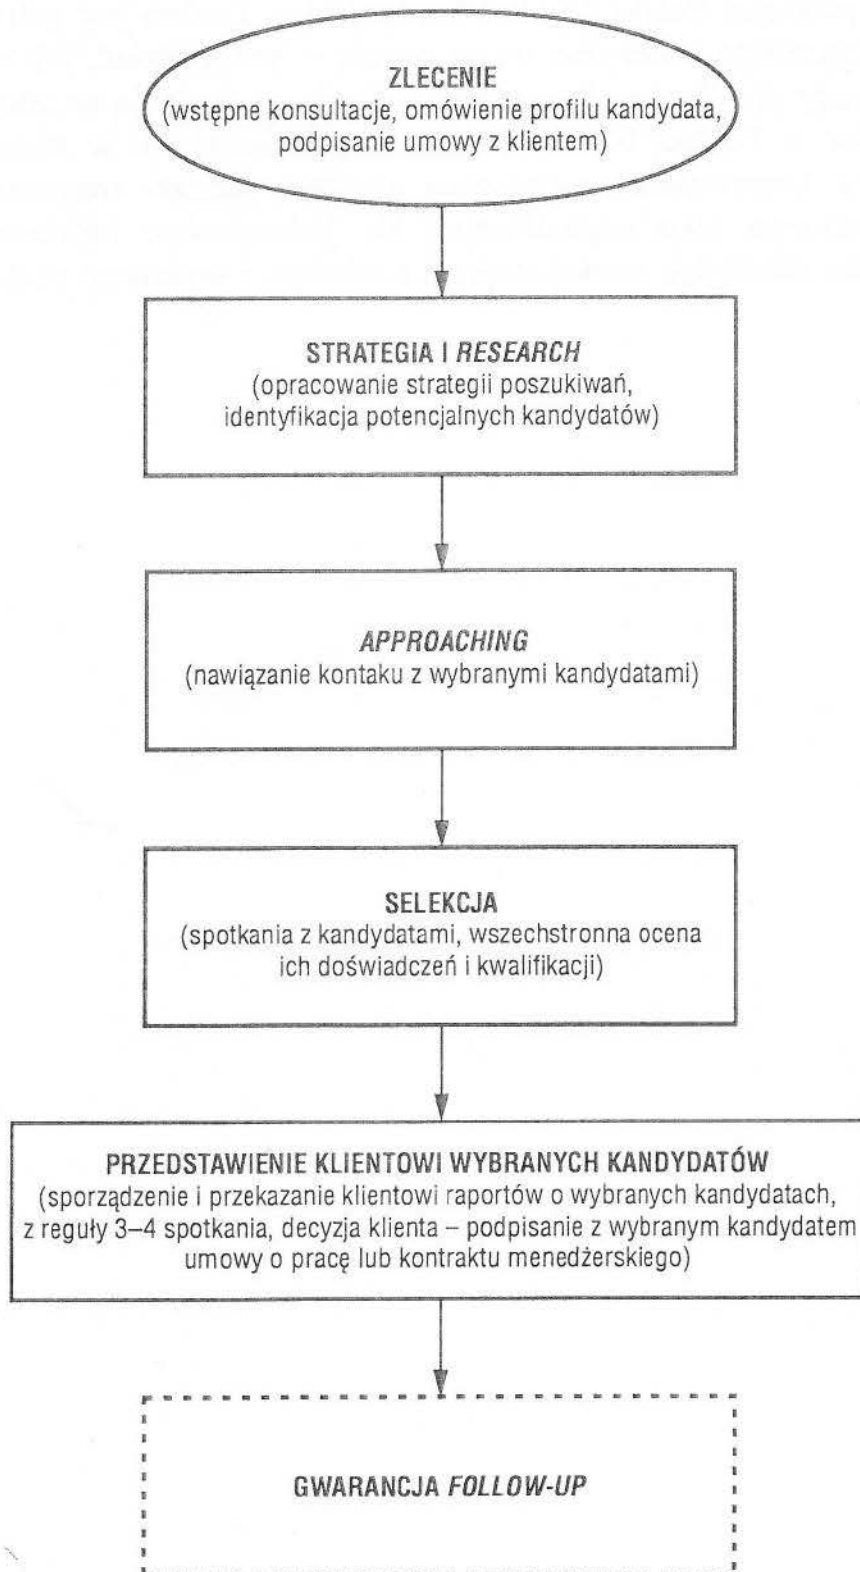 ZLECENIE
(wstępne konsultacje, omówienie profilu kandydata,
podpisanie umowy z klientem)
STRATEGIA I RESEARCH
(opracowanie strategii poszukiwań,
identyfikacja potencjalnych kandydatów)
APPROACHING
(nawiązanie kontaku z wybranymi kandydatami)
SELEKCJA
(spotkania z kandydatami, wszechstronna ocena
ich doświadczeń i kwalifikacji)
PRZEDSTAWIENIE KLIENTOWI WYBRANYCH KANDYDATÓW
(sporządzenie i przekazanie klientowi raportów o wybranych kandydatach,
z reguły 3–4 spotkania, decyzja klienta – podpisanie z wybranym kandydatem
umowy o pracę lub kontraktu menedżerskiego)
GWARANCJA FOLLOW-UP